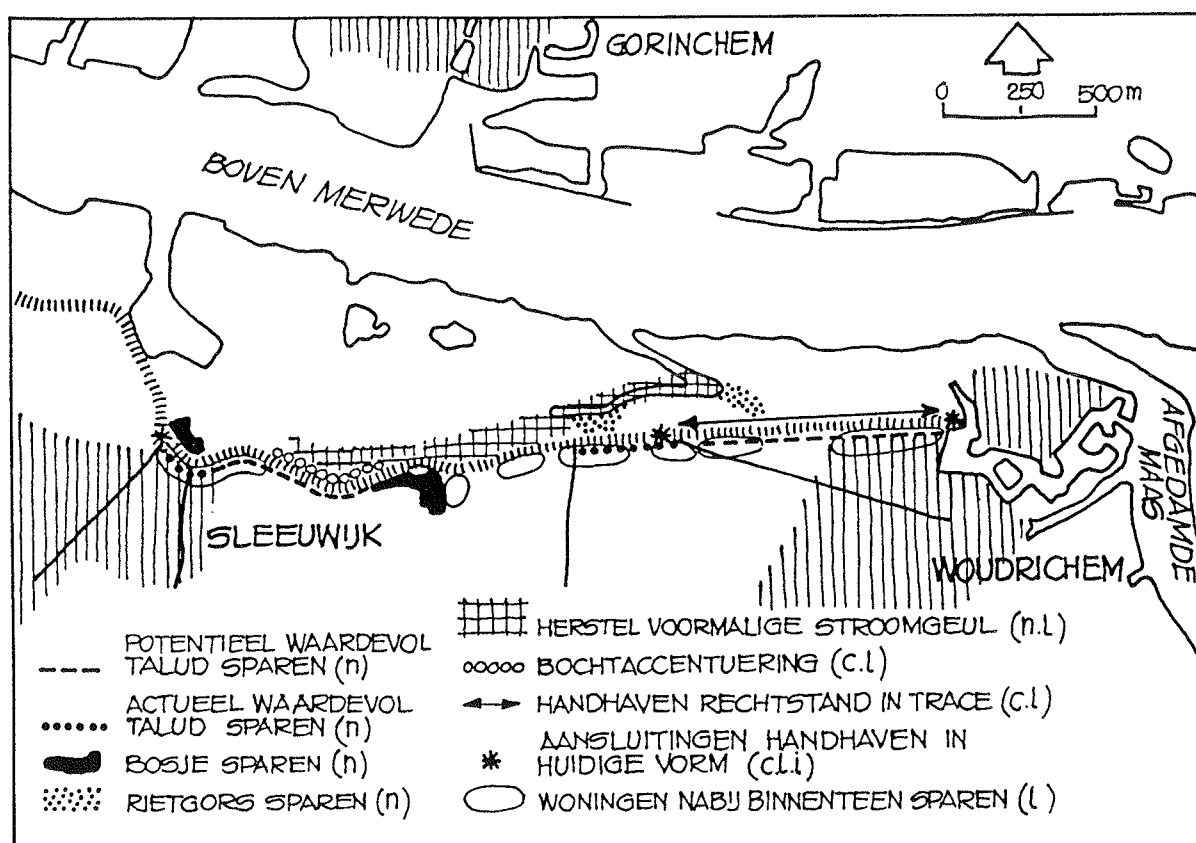 GORINCHEM
0 250 500 m
BOVEN MERWEDE
AFGEDAMDE
MAAS
SLEEUWIJK
WOUDRICHEM
POTENTIEEL WAARDEVOL
TALUD SPAREN (n)
ACTUEEL WAARDEVOL
TALUD SPAREN (n)
BOSJE SPAREN (n)
RIETGORS SPAREN (n)
HERSTEL VOORMALIGE STROOMGEUL (n.l)
BOCHTACCENTUERING (c.l)
HANDHAVEN RECHTSTAND IN TRACE (c.l)
AANSLUITINGEN HANDHAVEN IN
HUIDIGE VORM (c.l.i)
WONINGEN NABIJ BINNENTEEN SPAREN (l)